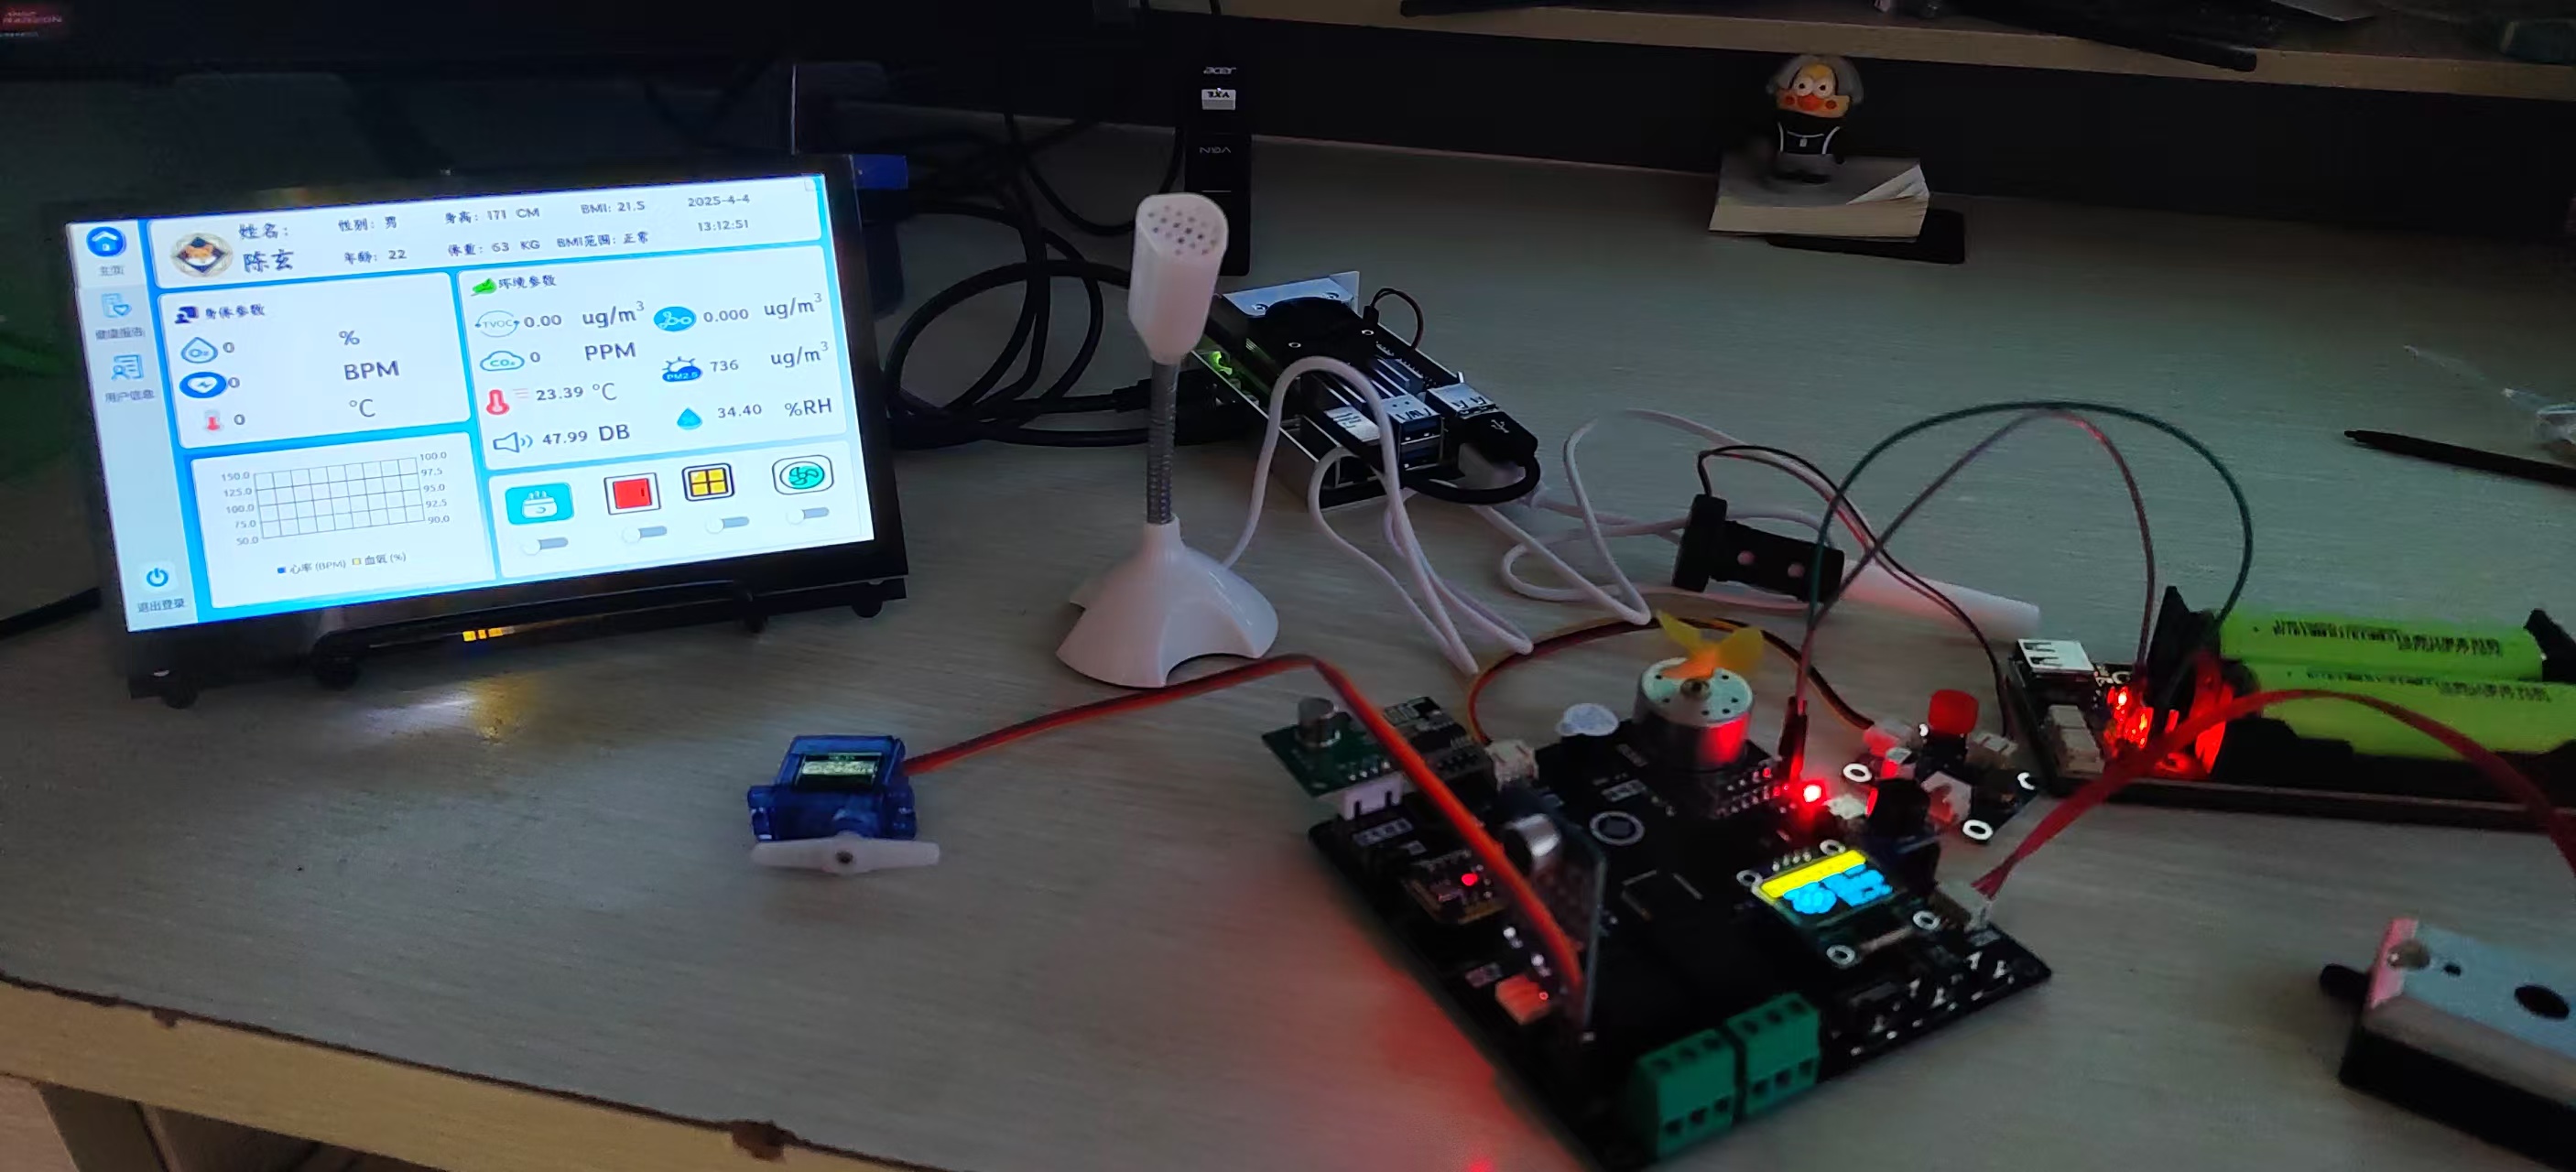 acer
姓名:
陈玄
性别: 男
年龄: 22
身高: 171 CM
体重: 63 KG
BMI: 21.5
BMI范围: 正常
2025-4-4
13:12:51
主页
健康报告
用户信息
退出登录
身体参数
O₂ 0 %
0 BPM
0 °C
环境参数
TVOC 0.00 ug/m³
0.000 ug/m³
CO₂ 0 PPM
PM2.5 736 ug/m³
23.39 °C
34.40 %RH
47.99 DB
150.0
125.0
100.0
75.0
50.0
100.0
97.5
95.0
92.5
90.0
心率 (BPM) 血氧 (%)